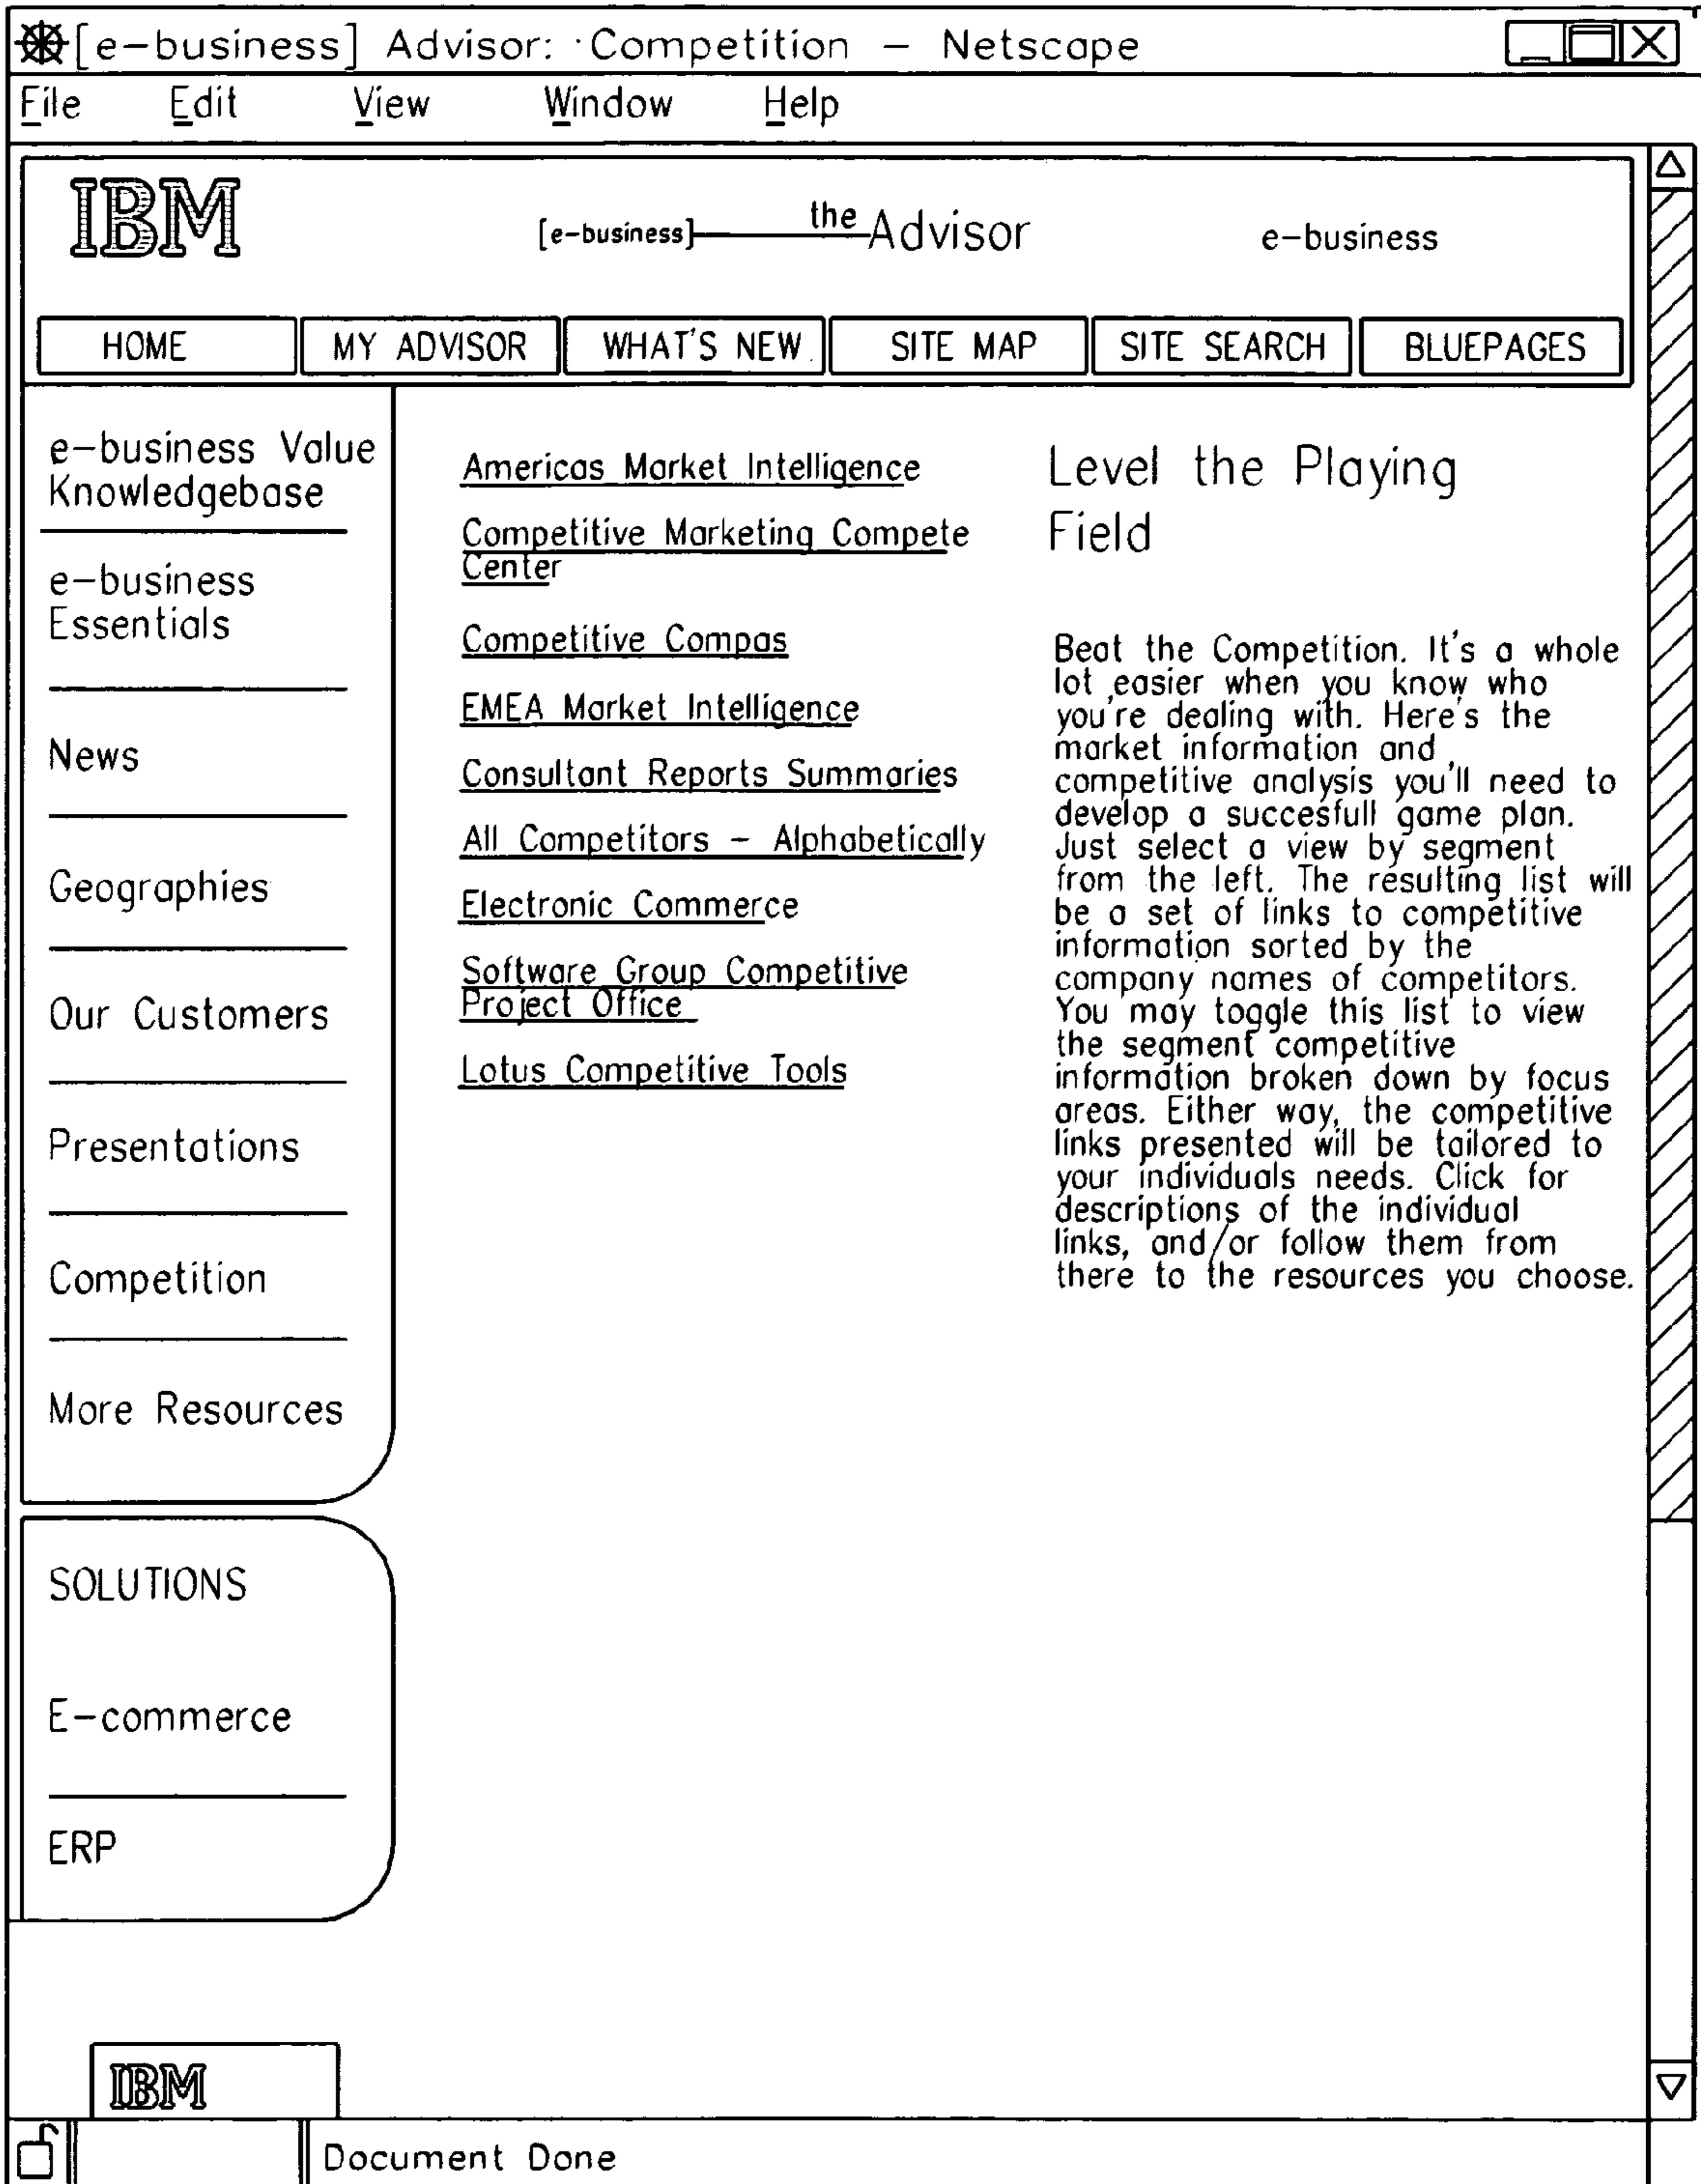 [e-business] Advisor: Competition – Netscape
File Edit View Window Help
IBM
[e-business] the Advisor
e-business
HOME MY ADVISOR WHAT'S NEW SITE MAP SITE SEARCH BLUEPAGES
e-business Value
Knowledgebase
e-business
Essentials
News
Geographies
Our Customers
Presentations
Competition
More Resources
SOLUTIONS
E-commerce
ERP
Americas Market Intelligence
Competitive Marketing Compete
Center
Competitive Compas
EMEA Market Intelligence
Consultant Reports Summaries
All Competitors – Alphabetically
Electronic Commerce
Software Group Competitive
Project Office
Lotus Competitive Tools
Level the Playing
Field
Beat the Competition. It's a whole
lot easier when you know who
you're dealing with. Here's the
market information and
competitive analysis you'll need to
develop a succesfull game plan.
Just select a view by segment
from the left. The resulting list will
be a set of links to competitive
information sorted by the
company names of competitors.
You may toggle this list to view
the segment competitive
information broken down by focus
areas. Either way, the competitive
links presented will be tailored to
your individuals needs. Click for
descriptions of the individual
links, and/or follow them from
there to the resources you choose.
IBM
Document Done